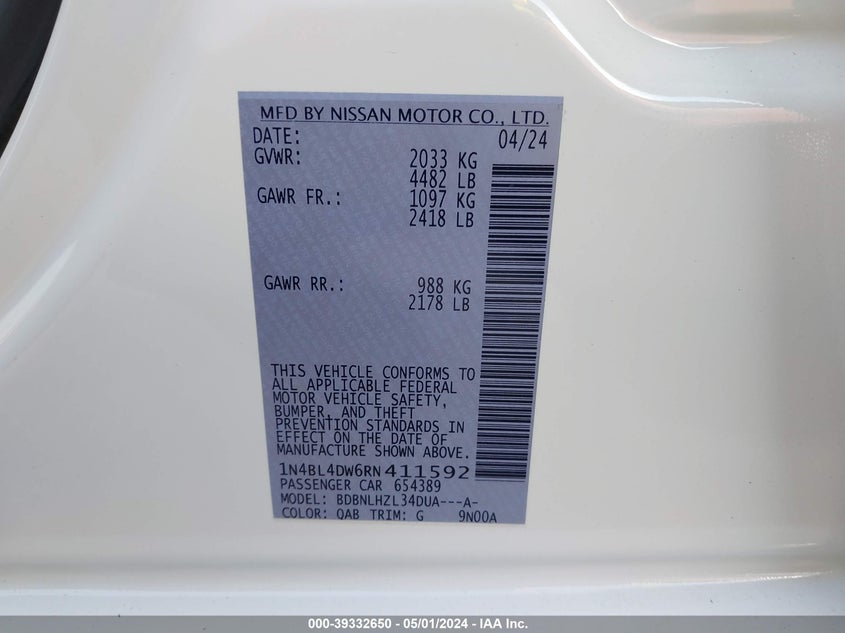 MFD BY NISSAN MOTOR CO., LTD.
DATE: 04/24
GVWR: 2033 KG
4482 LB
GAWR FR.: 1097 KG
2418 LB
GAWR RR.: 988 KG
2178 LB
THIS VEHICLE CONFORMS TO
ALL APPLICABLE FEDERAL
MOTOR VEHICLE SAFETY,
BUMPER, AND THEFT
PREVENTION STANDARDS IN
EFFECT ON THE DATE OF
MANUFACTURE SHOWN ABOVE.
1N4BL4DW6RN411592
PASSENGER CAR 654389
MODEL: BDBNLHZL34DUA---A-
COLOR: QAB TRIM: G 9N00A
000-39332650 - 05/01/2024 - IAA Inc.